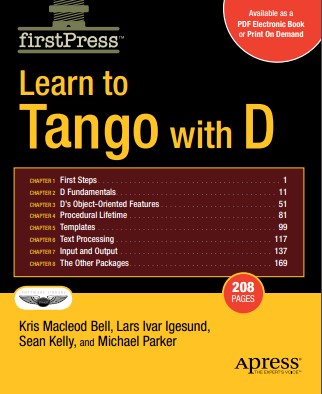 firstPress™
Available as a
PDF Electronic Book
or Print On Demand
Learn to
Tango with D
CHAPTER 1 First Steps 1
CHAPTER 2 D Fundamentals 11
CHAPTER 3 D's Object-Oriented Features 51
CHAPTER 4 Procedural Lifetime 81
CHAPTER 5 Templates 99
CHAPTER 6 Text Processing 117
CHAPTER 7 Input and Output 137
CHAPTER 8 The Other Packages 169
208
PAGES
Kris Macleod Bell, Lars Ivar Igesund,
Sean Kelly, and Michael Parker
Apress®
THE EXPERT'S VOICE™